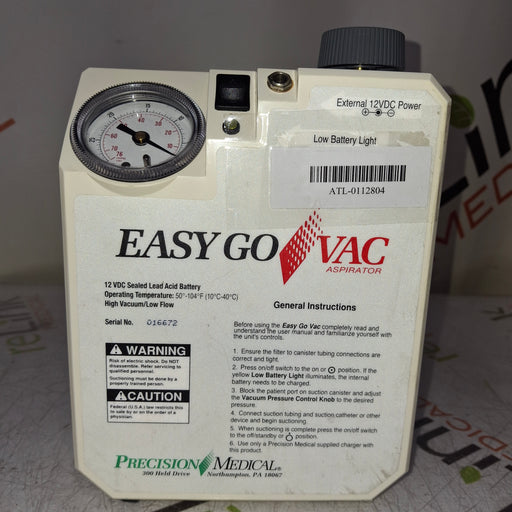 External 12VDC Power
Low Battery Light
ATL-0112804
EASY GO VAC
ASPIRATOR
12 VDC Sealed Lead Acid Battery
Operating Temperature: 50°-104°F (10°C-40°C)
High Vacuum/Low Flow
Serial No. 016672
WARNING
Risk of electric shock. Do NOT
disassemble. Refer servicing to
qualified personnel.
Suctioning must be done by a
properly trained person.
CAUTION
Federal (U.S.A.) law restricts this
to sale by or on the order of a
physician.
General Instructions
Before using the Easy Go Vac completely read and
understand the user manual and familiarize yourself with
the unit's controls.
1. Ensure the filter to canister tubing connections are
correct and tight.
2. Press on/off switch to the on or ⊙ position. If the
yellow Low Battery Light illuminates, the internal
battery needs to be charged.
3. Block the patient port on suction canister and adjust
the Vacuum Pressure Control Knob to the desired
pressure.
4. Connect suction tubing and suction catheter or other
device and begin suctioning.
5. When suctioning is complete press the on/off switch
to the off/standby or position.
6. Use only a Precision Medical supplied charger with
this product.
PRECISION MEDICAL®
300 Held Drive Northampton, PA 18067